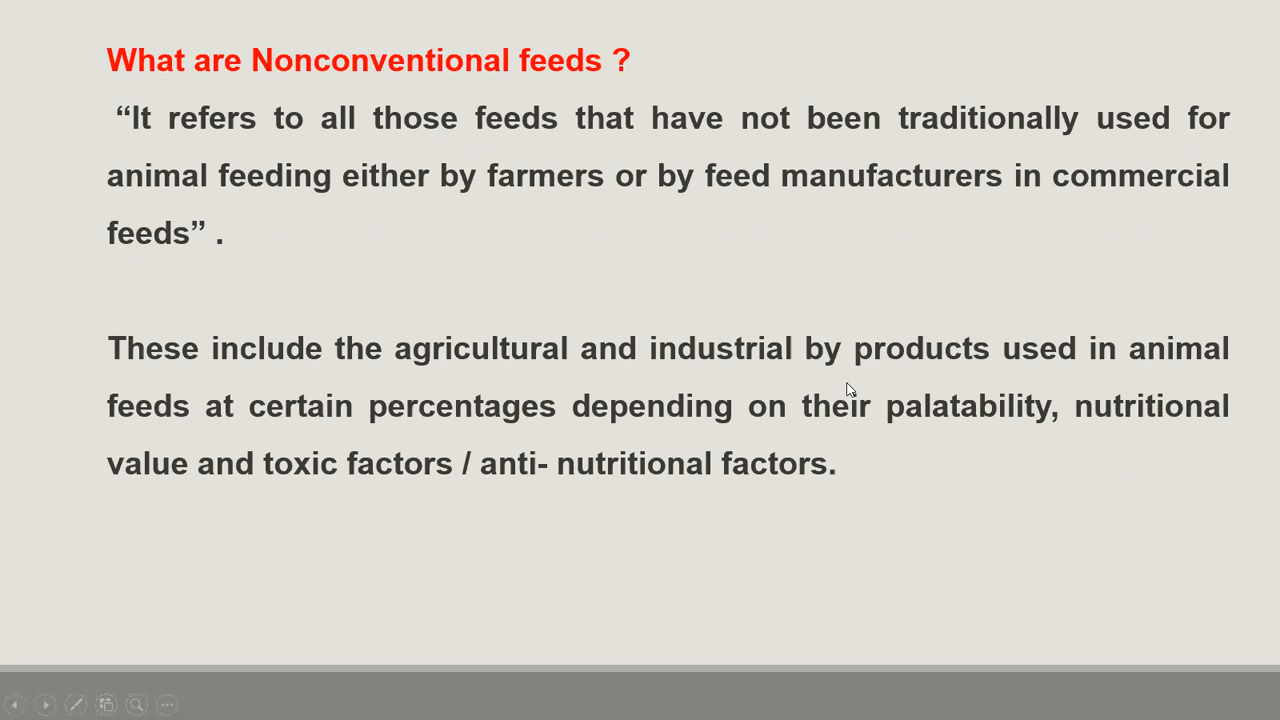 What are Nonconventional feeds ?
“It refers to all those feeds that have not been traditionally used for
animal feeding either by farmers or by feed manufacturers in commercial
feeds” .
These include the agricultural and industrial by products used in animal
feeds at certain percentages depending on their palatability, nutritional
value and toxic factors / anti- nutritional factors.